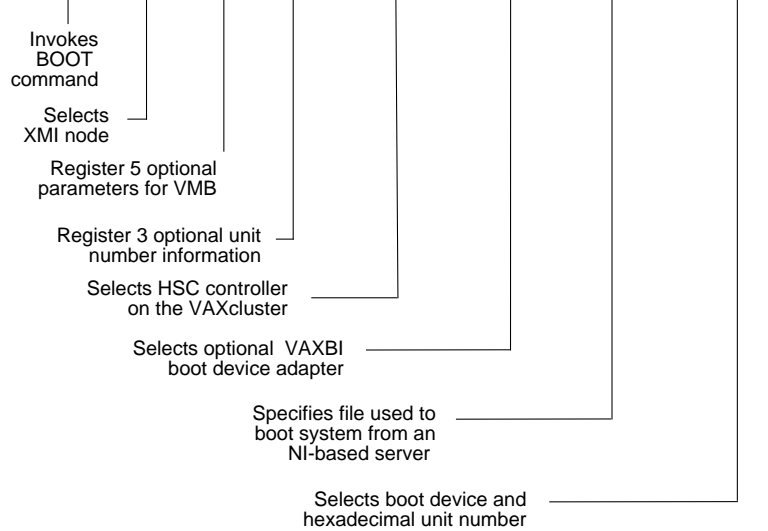 Invokes
BOOT
command
Selects
XMI node
Register 5 optional
parameters for VMB
Register 3 optional unit
number information
Selects HSC controller
on the VAXcluster
Selects optional VAXBI
boot device adapter
Specifies file used to
boot system from an
NI-based server
Selects boot device and
hexadecimal unit number